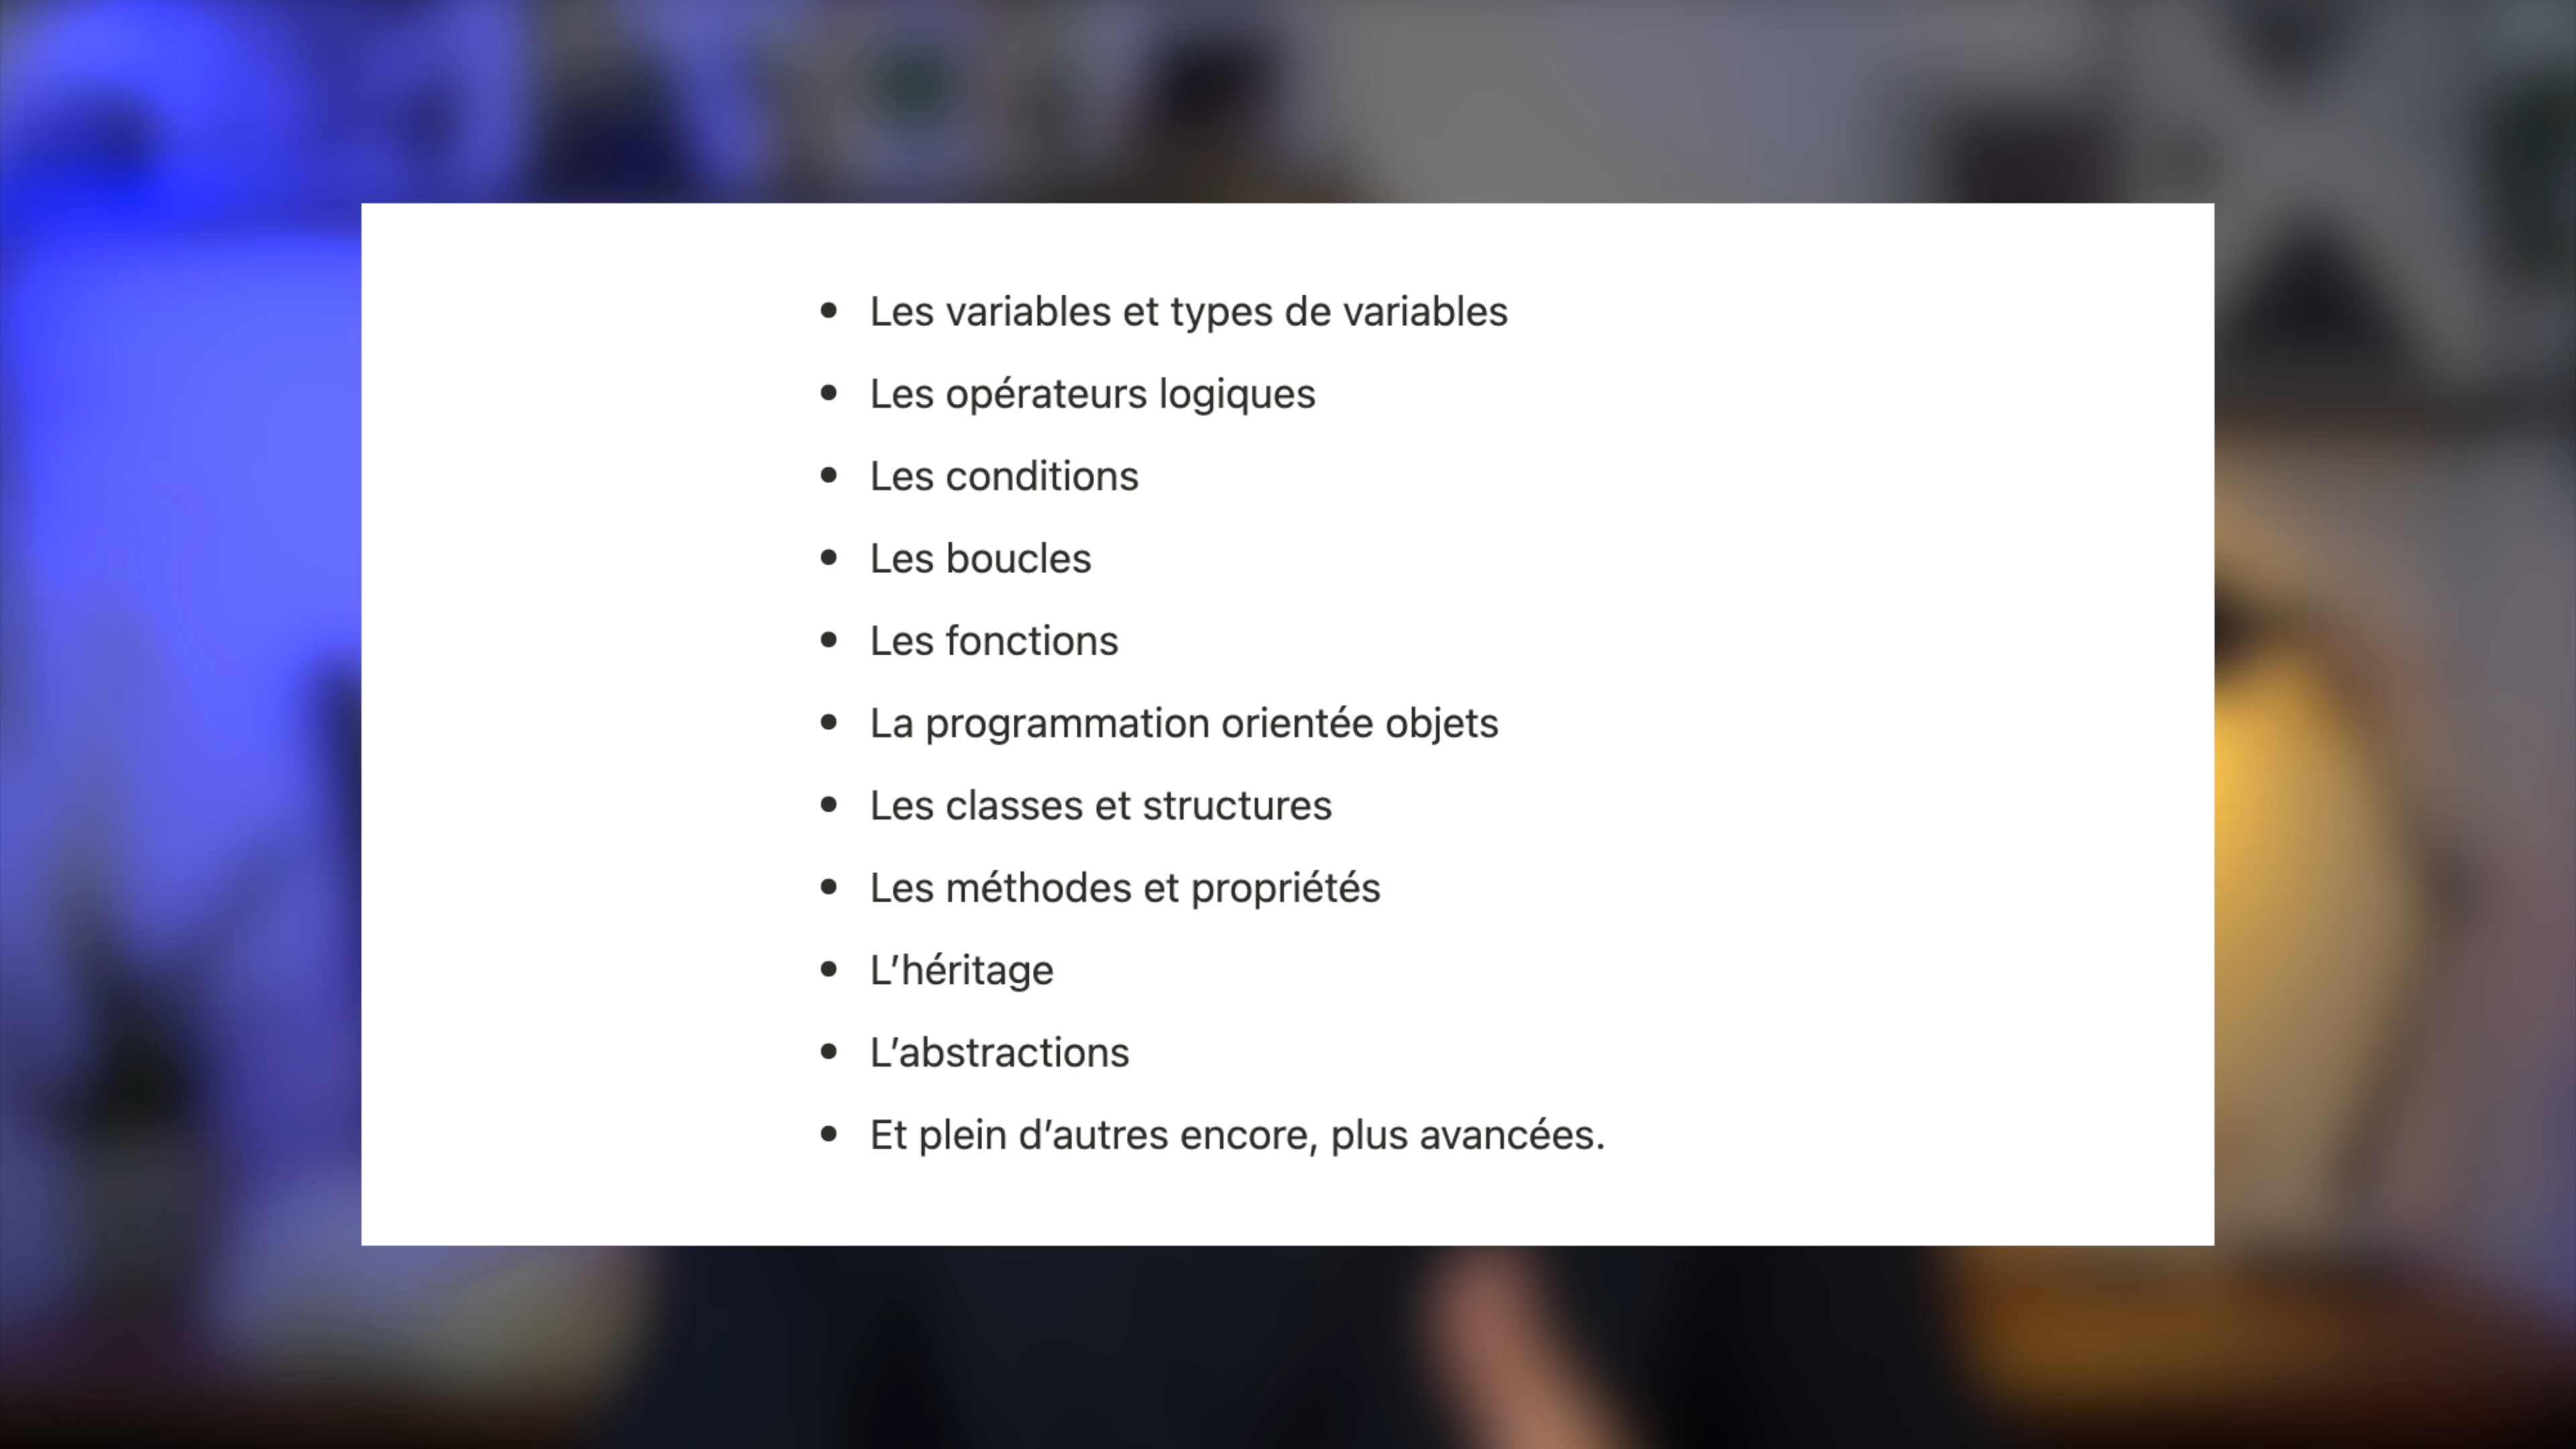 • Les variables et types de variables
• Les opérateurs logiques
• Les conditions
• Les boucles
• Les fonctions
• La programmation orientée objets
• Les classes et structures
• Les méthodes et propriétés
• L’héritage
• L’abstractions
• Et plein d’autres encore, plus avancées.